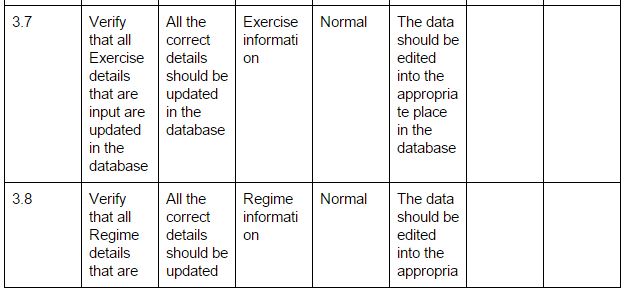 3.7
Verify
that all
Exercise
details
that are
input are
updated
in the
database
All the
correct
details
should be
updated
in the
database
Exercise
informati
on
Normal
The data
should be
edited
into the
appropria
te place
in the
database
3.8
Verify
that all
Regime
details
that are
All the
correct
details
should be
updated
Regime
informati
on
Normal
The data
should be
edited
into the
appropria